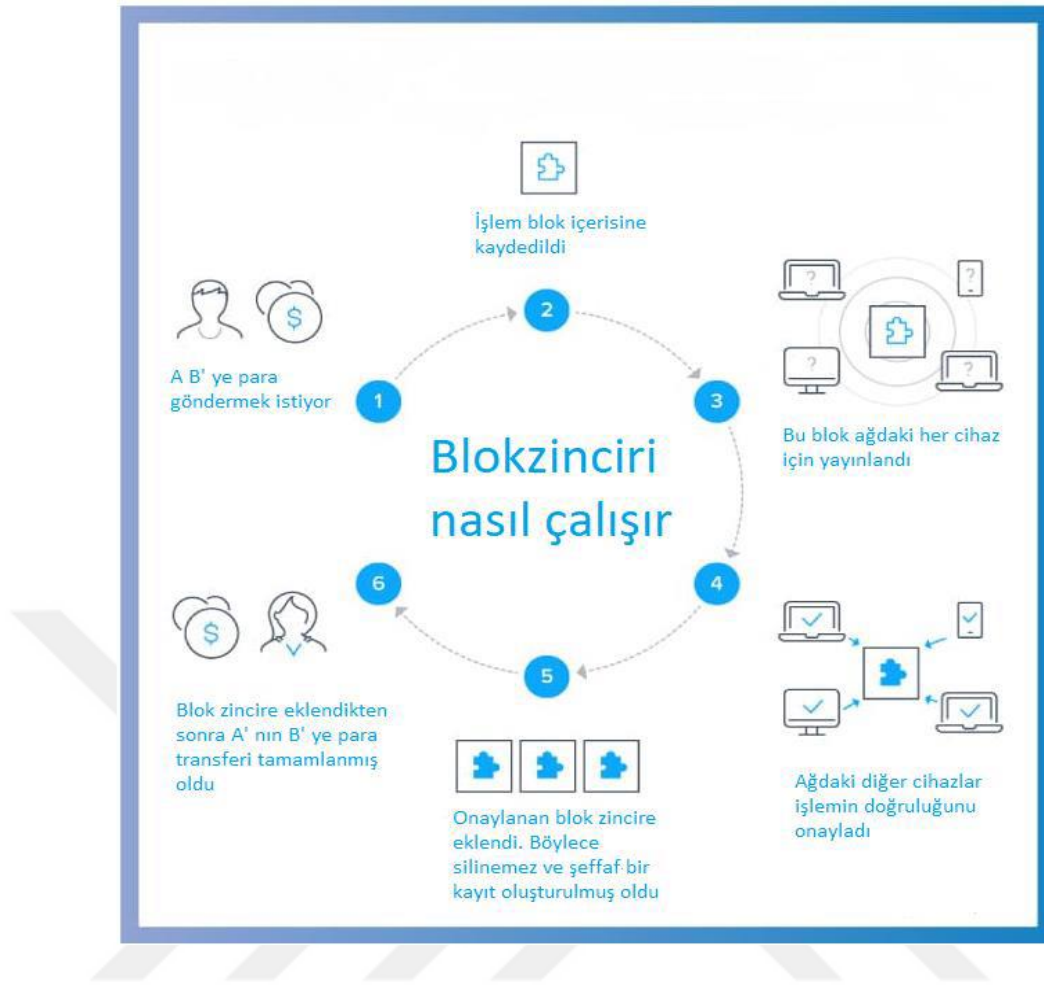 İşlem blok içerisine
kaydedildi
2
A B' ye para
göndermek istiyor
1
3
Bu blok ağdaki her cihaz
için yayınlandı
Blokzinciri
nasıl çalışır
4
Ağdaki diğer cihazlar
işlemin doğruluğunu
onayladı
5
Onaylanan blok zincire
eklendi. Böylece
silinemez ve şeffaf bir
kayıt oluşturulmuş oldu
6
Blok zincire eklendikten
sonra A' nın B' ye para
transferi tamamlanmış
oldu
$
$
?
?
?
?